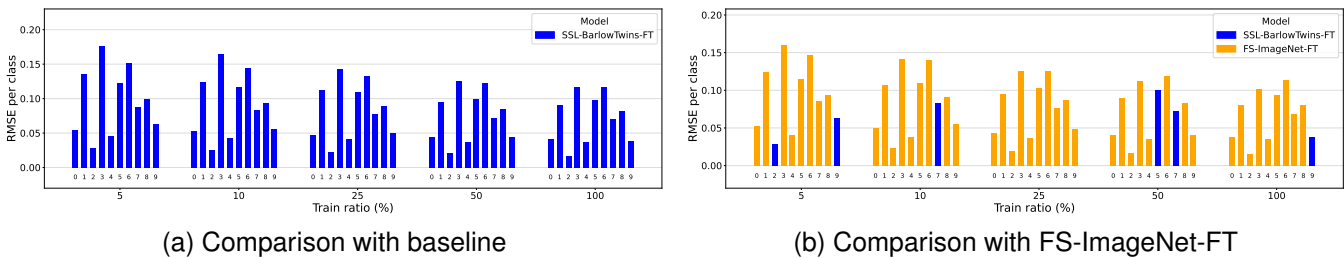 0.20
0.15
0.10
0.05
0.00
RMSE per class
Model
SSL-BarlowTwins-FT
0 1 2 3 4 5 6 7 8 9 0 1 2 3 4 5 6 7 8 9 0 1 2 3 4 5 6 7 8 9 0 1 2 3 4 5 6 7 8 9 0 1 2 3 4 5 6 7 8 9
5 10 25 50 100
Train ratio (%)
(a) Comparison with baseline
0.20
0.15
0.10
0.05
0.00
RMSE per class
Model
SSL-BarlowTwins-FT
FS-ImageNet-FT
0 1 2 3 4 5 6 7 8 9 0 1 2 3 4 5 6 7 8 9 0 1 2 3 4 5 6 7 8 9 0 1 2 3 4 5 6 7 8 9 0 1 2 3 4 5 6 7 8 9
5 10 25 50 100
Train ratio (%)
(b) Comparison with FS-ImageNet-FT